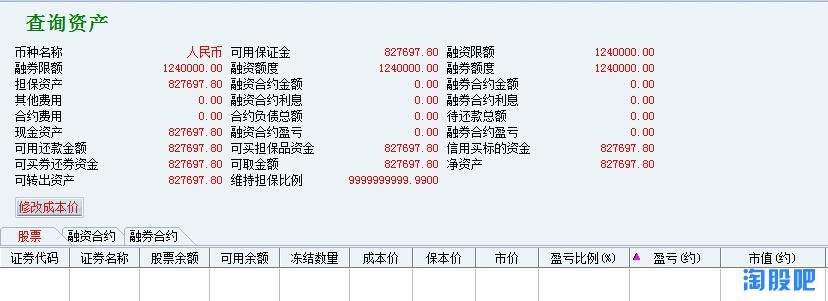 查询资产
币种名称 人民币 可用保证金 827697.80 融资限额 1240000.00
融券限额 1240000.00 融资额度 1240000.00 融券额度 1240000.00
担保资产 827697.80 融资合约金额 0.00 融券合约金额 0.00
其他费用 0.00 融资合约利息 0.00 融券合约利息 0.00
合约费用 0.00 合约负债总额 0.00 待还款总额 0.00
现金资产 827697.80 融资合约盈亏 0.00 融券合约盈亏 0.00
可用还款金额 827697.80 可买担保品资金 827697.80 信用买标的资金 827697.80
可买券还券资金 827697.80 可取金额 827697.80 净资产 827697.80
可转出资产 827697.80 维持担保比例 9999999999.9900
修改成本价
股票 融资合约 融券合约
证券代码 证券名称 股票余额 可用余额 冻结数量 成本价 保本价 市价 盈亏比例(%) 盈亏(约) 市值(约)
淘股吧